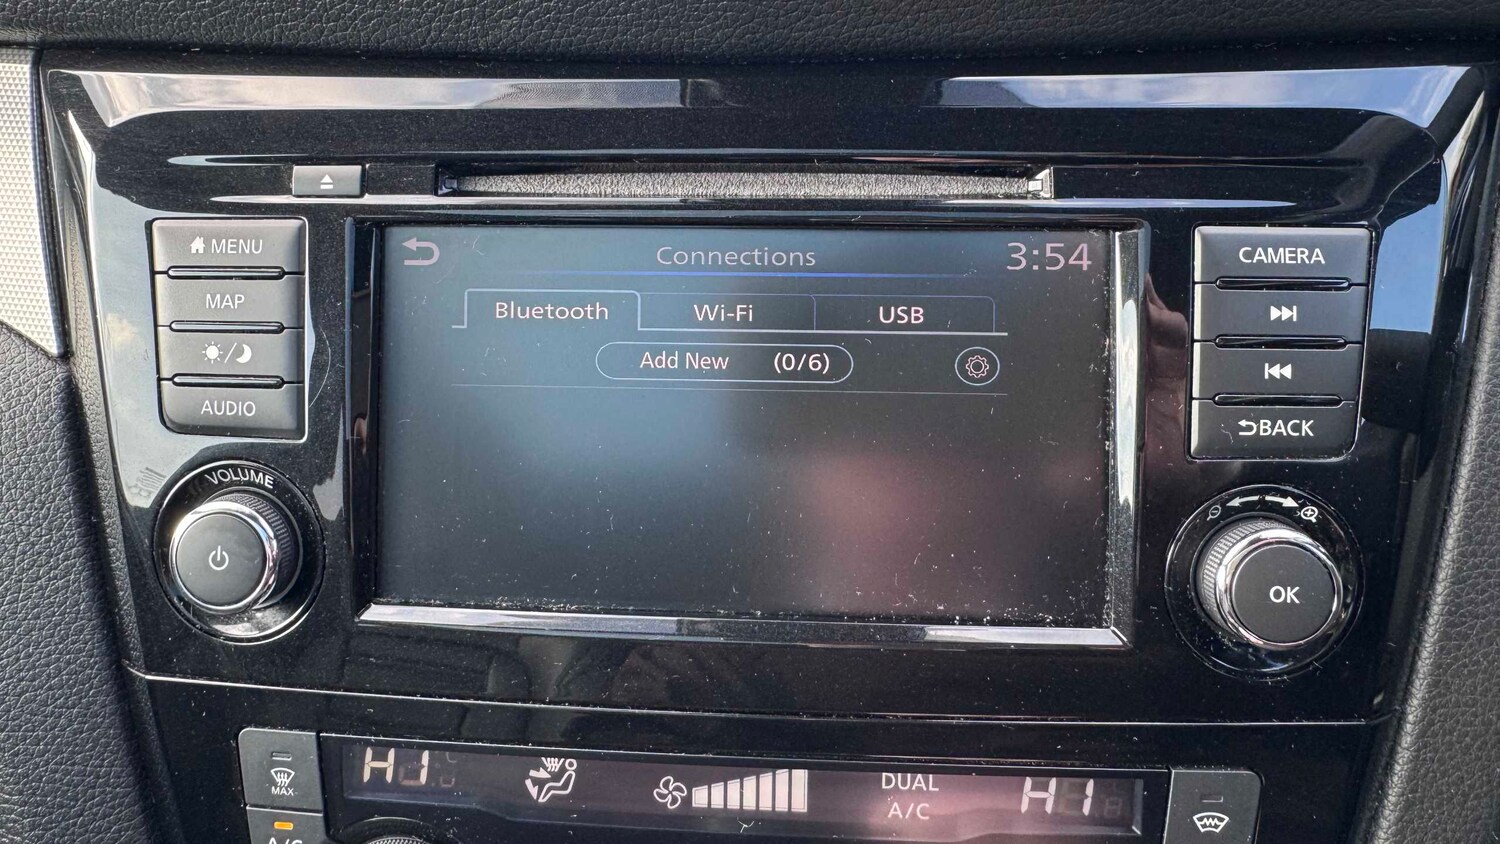 MENU
MAP
AUDIO
VOLUME
Connections
3:54
Bluetooth
Wi-Fi
USB
Add New (0/6)
CAMERA
BACK
OK
MAX
A/C
HI
DUAL
A/C
HI